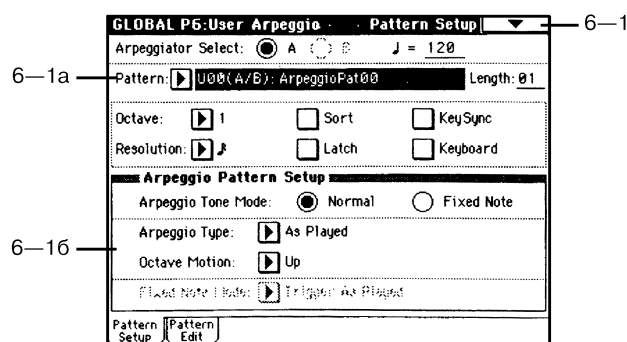 GLOBAL P6:User Arpeggio Pattern Setup
6—1
Arpeggiator Select: A B ♩ = 120
6—1a
Pattern: U00(A/B): ArpeggioPat00 Length: 01
Octave: 1 Sort KeySync
Resolution: Latch Keyboard
Arpeggio Pattern Setup
Arpeggio Tone Mode: Normal Fixed Note
6—1б
Arpeggio Type: As Played
Octave Motion: Up
Fixed Note Mode: Trigger As Played
Pattern Setup
Pattern Edit